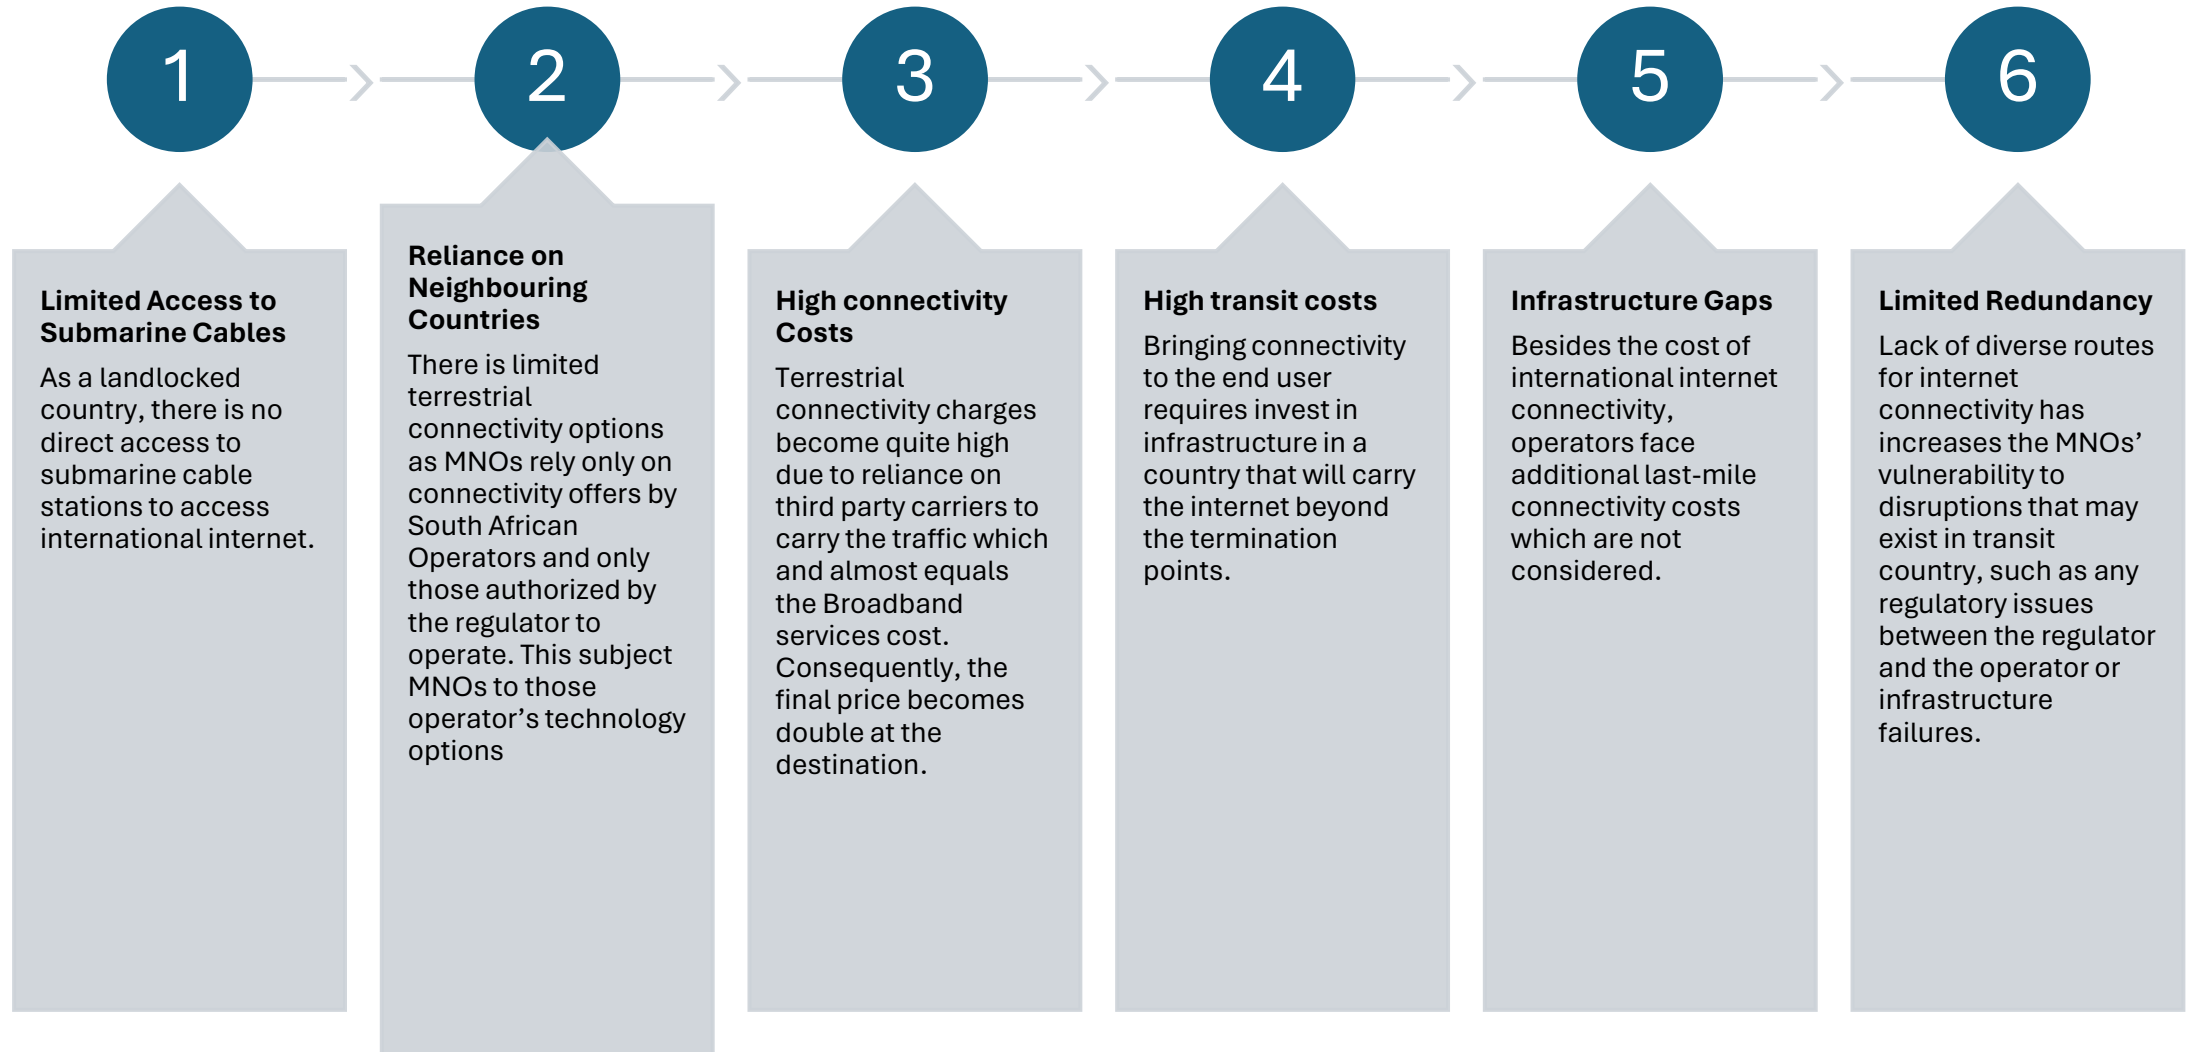 1
Limited Access to
Submarine Cables
As a landlocked
country, there is no
direct access to
submarine cable
stations to access
international internet.
2
Reliance on
Neighbouring
Countries
There is limited
terrestrial
connectivity options
as MNOs rely only on
connectivity offers by
South African
Operators and only
those authorized by
the regulator to
operate. This subject
MNOs to those
operator’s technology
options
3
High connectivity
Costs
Terrestrial
connectivity charges
become quite high
due to reliance on
third party carriers to
carry the traffic which
and almost equals
the Broadband
services cost.
Consequently, the
final price becomes
double at the
destination.
4
High transit costs
Bringing connectivity
to the end user
requires invest in
infrastructure in a
country that will carry
the internet beyond
the termination
points.
5
Infrastructure Gaps
Besides the cost of
international internet
connectivity,
operators face
additional last-mile
connectivity costs
which are not
considered.
6
Limited Redundancy
Lack of diverse routes
for internet
connectivity has
increases the MNOs’
vulnerability to
disruptions that may
exist in transit
country, such as any
regulatory issues
between the regulator
and the operator or
infrastructure
failures.